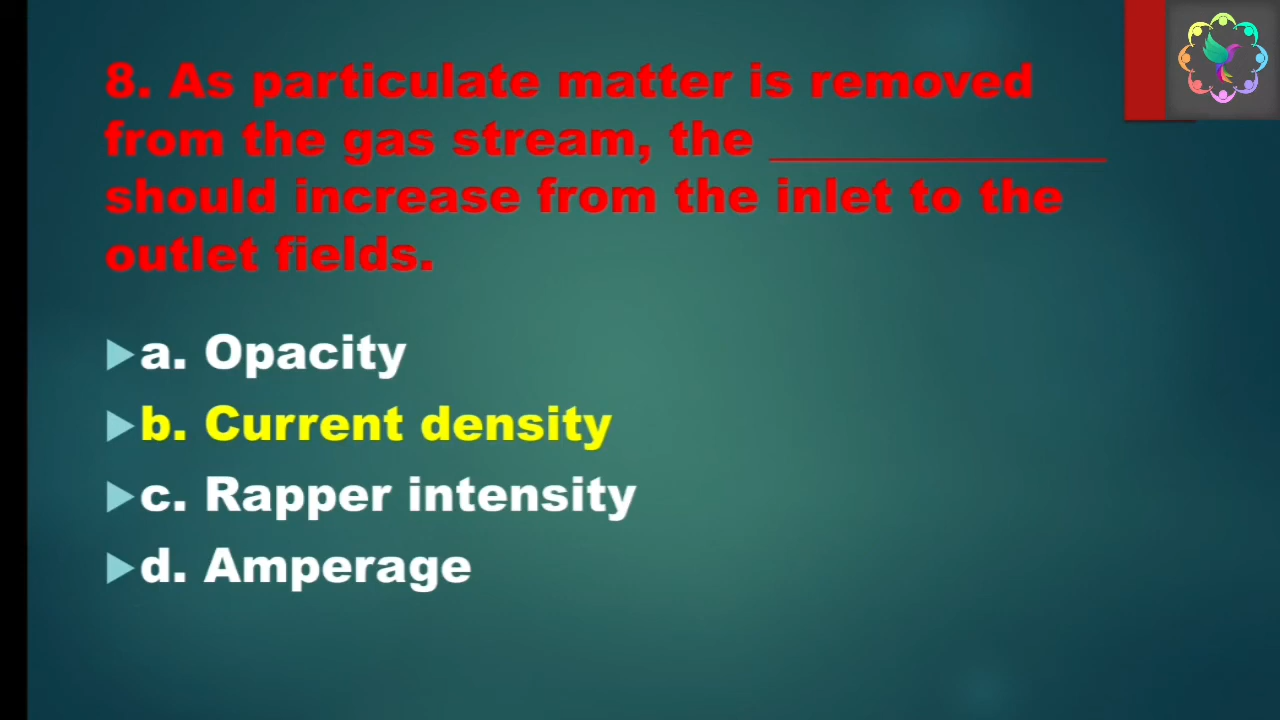 8. As particulate matter is removed
from the gas stream, the ______________
should increase from the inlet to the
outlet fields.
a. Opacity
b. Current density
c. Rapper intensity
d. Amperage